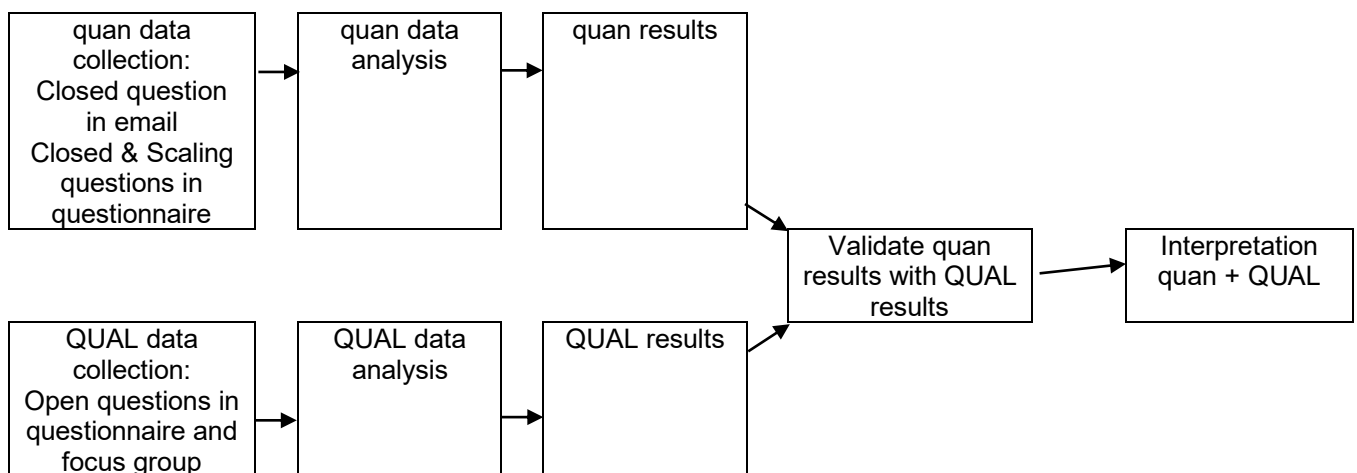 quan data
collection:
Closed question
in email
Closed & Scaling
questions in
questionnaire
quan data
analysis
quan results
Validate quan
results with QUAL
results
Interpretation
quan + QUAL
QUAL data
collection:
Open questions in
questionnaire and
focus group
QUAL data
analysis
QUAL results